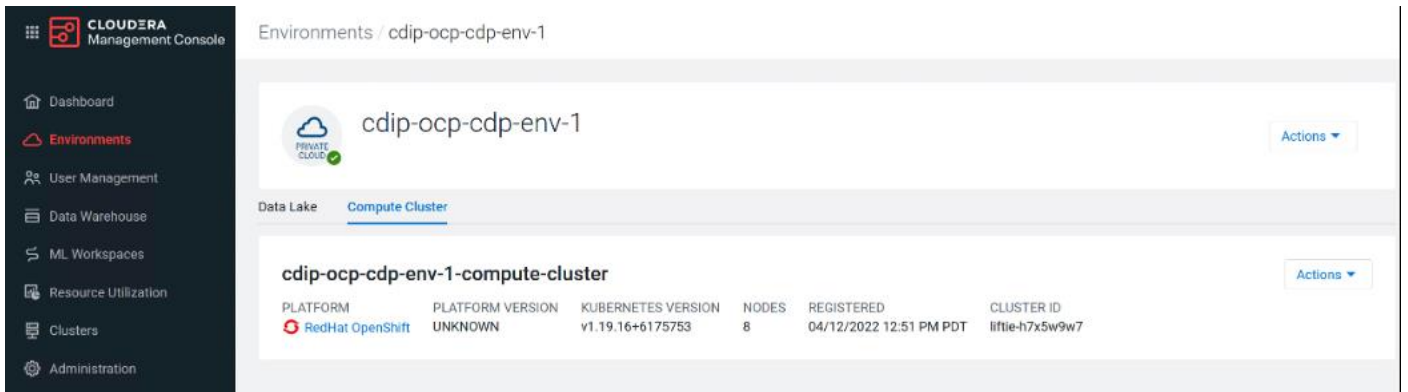 CLOUDERA
Management Console
Environments / cdip-ocp-cdp-env-1
Dashboard
Environments
User Management
Data Warehouse
ML Workspaces
Resource Utilization
Clusters
Administration
PRIVATE
CLOUD
cdip-ocp-cdp-env-1
Actions
Data Lake Compute Cluster
cdip-ocp-cdp-env-1-compute-cluster
Actions
PLATFORM PLATFORM VERSION KUBERNETES VERSION NODES REGISTERED CLUSTER ID
RedHat OpenShift UNKNOWN v1.19.16+6175753 8 04/12/2022 12:51 PM PDT liftie-h7x5w9w7